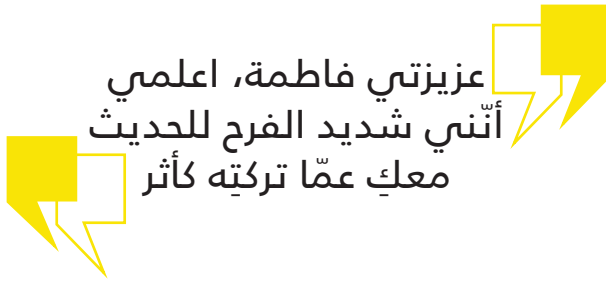 عزيزتي فاطمة، اعلمي
أنّني شديد الفرح للحديث
معكِ عمّا تركتِه كأثر